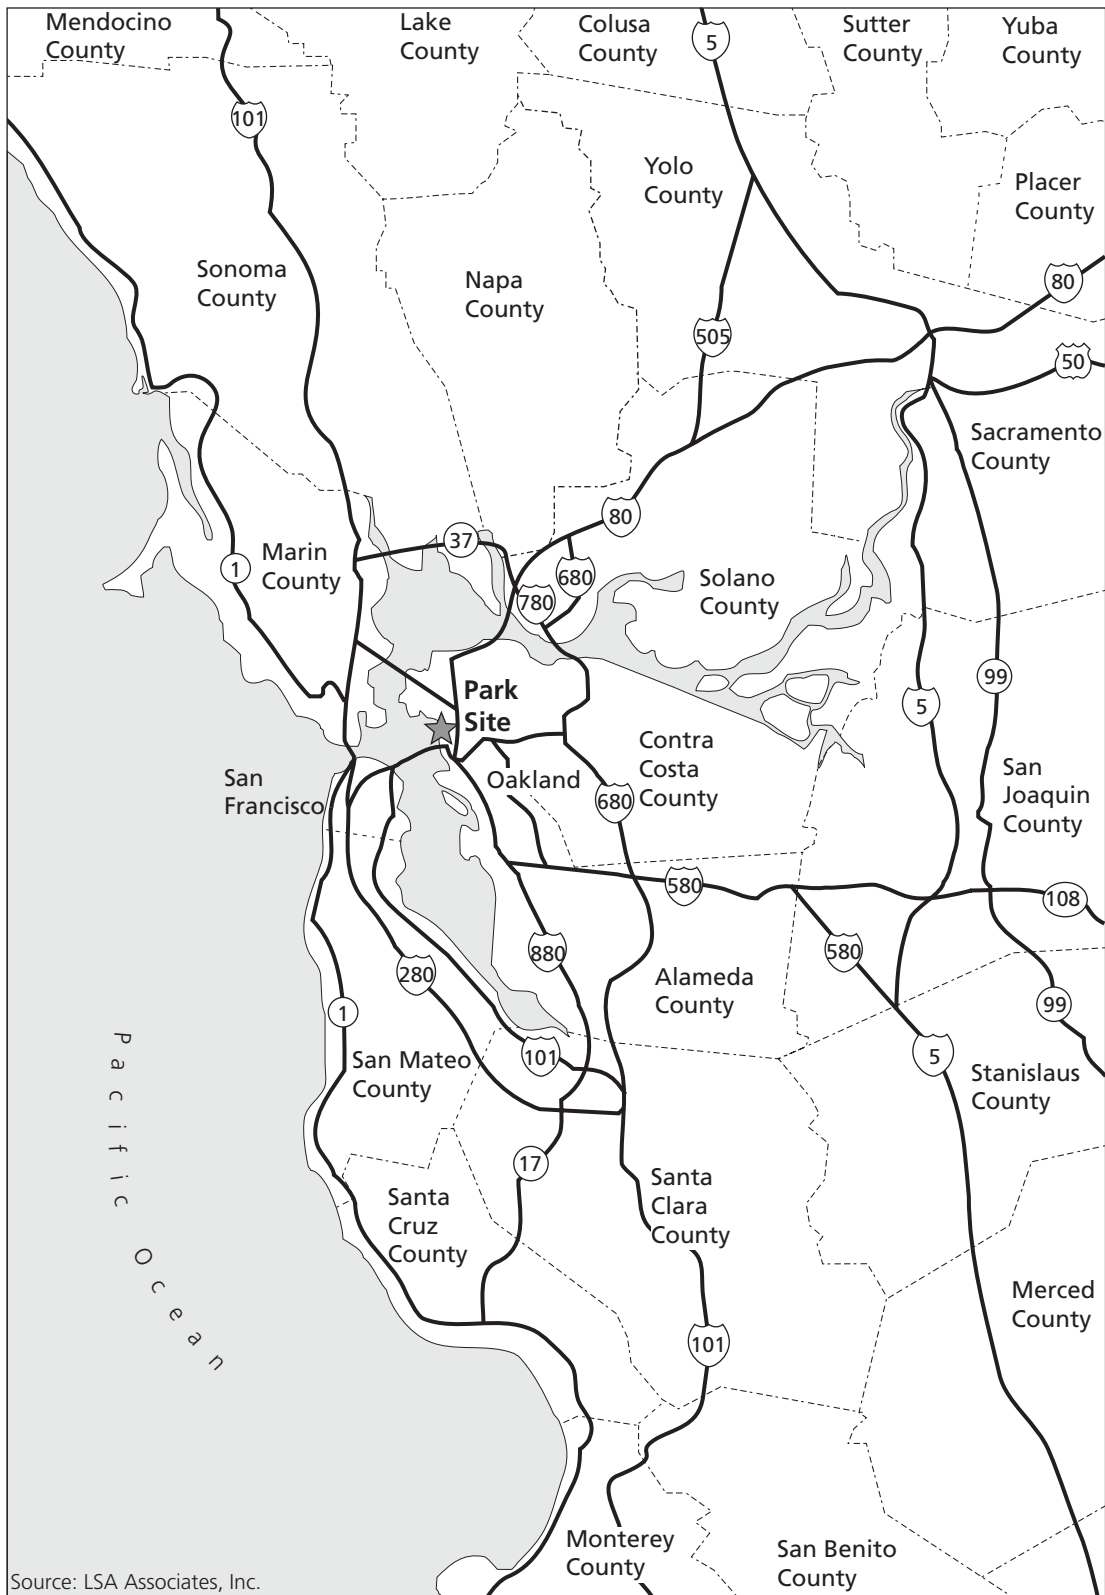 Mendocino
County
Lake
County
Colusa
County
5
Sutter
County
Yuba
County
101
Yolo
County
Placer
County
Sonoma
County
Napa
County
80
505
50
Sacramento
County
80
37
Marin
County
1
680
780
Solano
County
99
5
Park
Site
Contra
Costa
County
San
Francisco
Oakland
680
San
Joaquin
County
580
108
880
580
280
Alameda
County
99
1
101
5
San Mateo
County
Stanislaus
County
17
Santa
Clara
County
Santa
Cruz
County
Pacific Ocean
Merced
County
101
Monterey
County
San Benito
County
Source: LSA Associates, Inc.